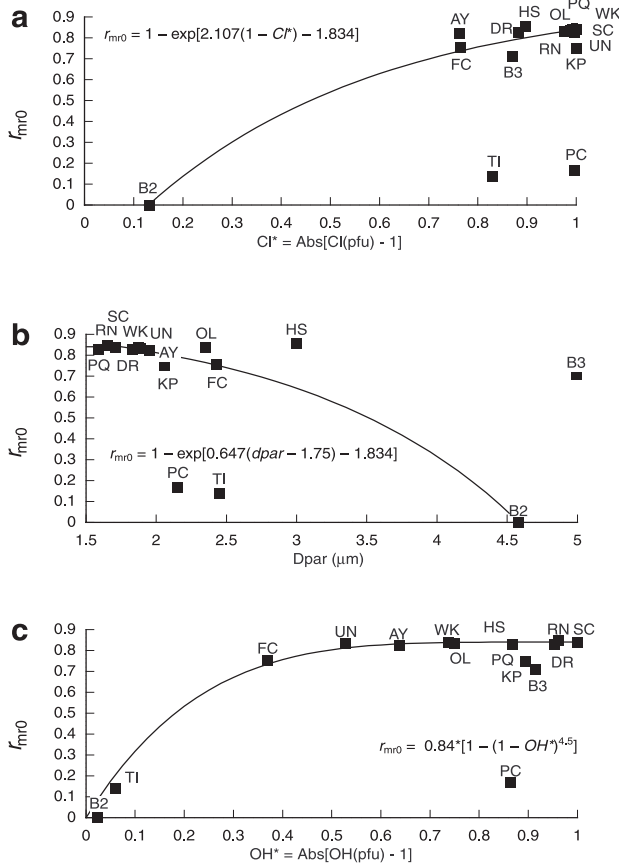 a
r mr0 = 1 – exp[2.107(1 – Cl*) – 1.834]
AY
FC
DR
HS
B3
OL
PQ
WK
RN
SC
KP
UN
TI
PC
B2
r mr0
0.9
0.8
0.7
0.6
0.5
0.4
0.3
0.2
0.1
0
0 0.1 0.2 0.3 0.4 0.5 0.6 0.7 0.8 0.9 1
Cl* = Abs[Cl(pfu) - 1]
b
SC
RN WK UN
PQ DR AY
KP
OL
FC
HS
B3
r mr0 = 1 – exp[0.647(dpar – 1.75) – 1.834]
PC
TI
B2
r mr0
0.9
0.8
0.7
0.6
0.5
0.4
0.3
0.2
0.1
0
1.5 2 2.5 3 3.5 4 4.5 5
Dpar (μm)
c
FC
UN
AY
WK
OL
HS
RN SC
PQ
KP
DR
B3
r mr0 0.84*[1 – (1 – OH*)4.5]
PC
TI
B2
r mr0
0.9
0.8
0.7
0.6
0.5
0.4
0.3
0.2
0.1
0
0 0.1 0.2 0.3 0.4 0.5 0.6 0.7 0.8 0.9 1
OH* = Abs[OH(pfu) - 1]